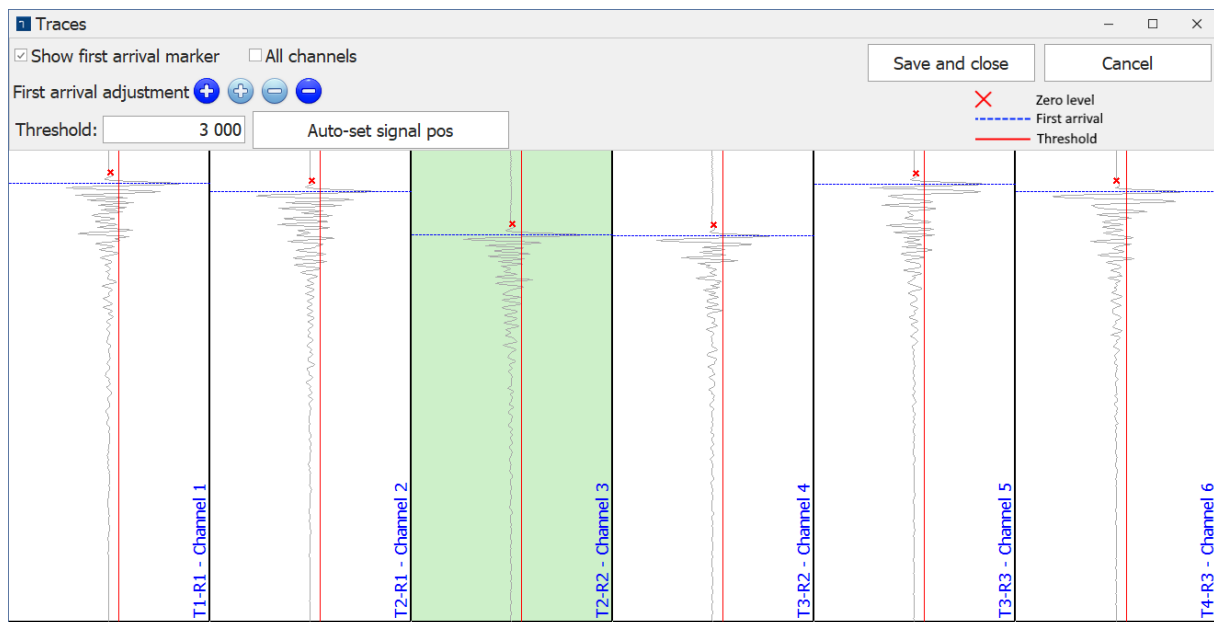 Traces
Show first arrival marker
All channels
Save and close
Cancel
First arrival adjustment
Zero level
First arrival
Threshold
Threshold:
3 000
Auto-set signal pos
T1-R1 - Channel 1
T2-R1 - Channel 2
T2-R2 - Channel 3
T3-R2 - Channel 4
T3-R3 - Channel 5
T4-R3 - Channel 6